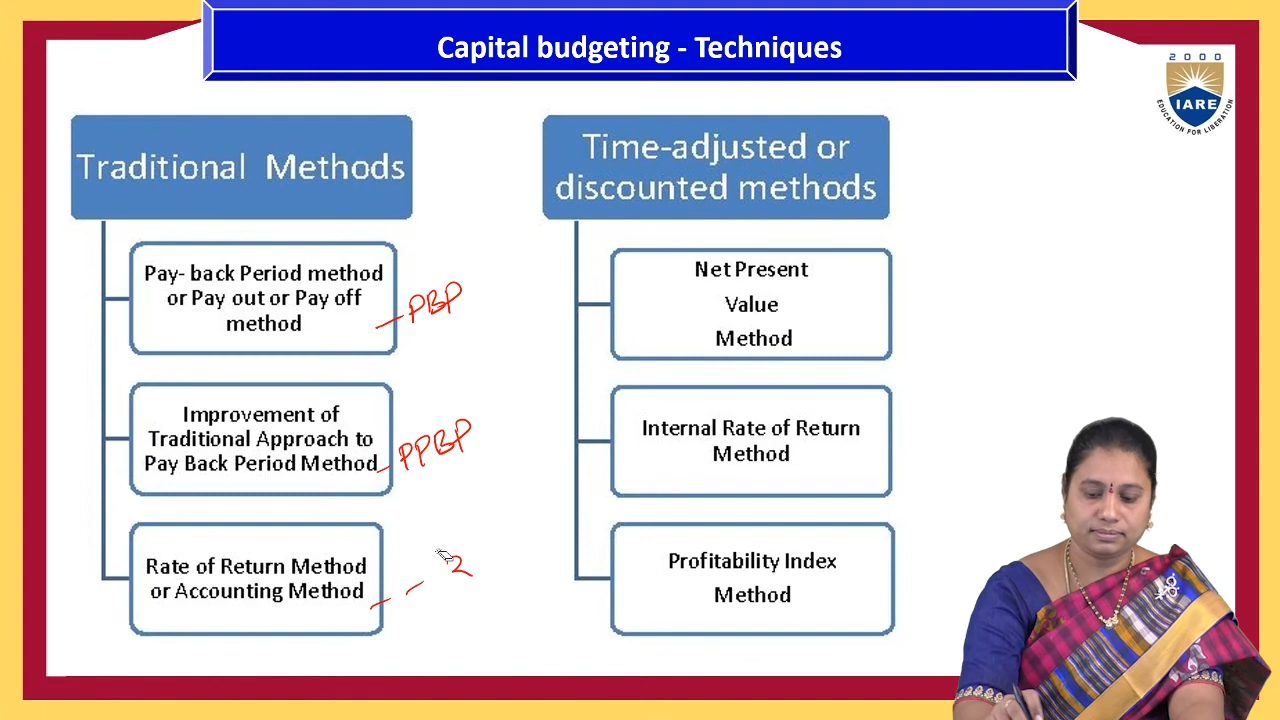 Capital budgeting - Techniques
2000
IARE
EDUCATION FOR LIBERATION
Traditional Methods
Pay- back Period method
or Pay out or Pay off
method
PBP
Improvement of
Traditional Approach to
Pay Back Period Method
PPBP
Rate of Return Method
or Accounting Method
Time-adjusted or
discounted methods
Net Present
Value
Method
Internal Rate of Return
Method
Profitability Index
Method